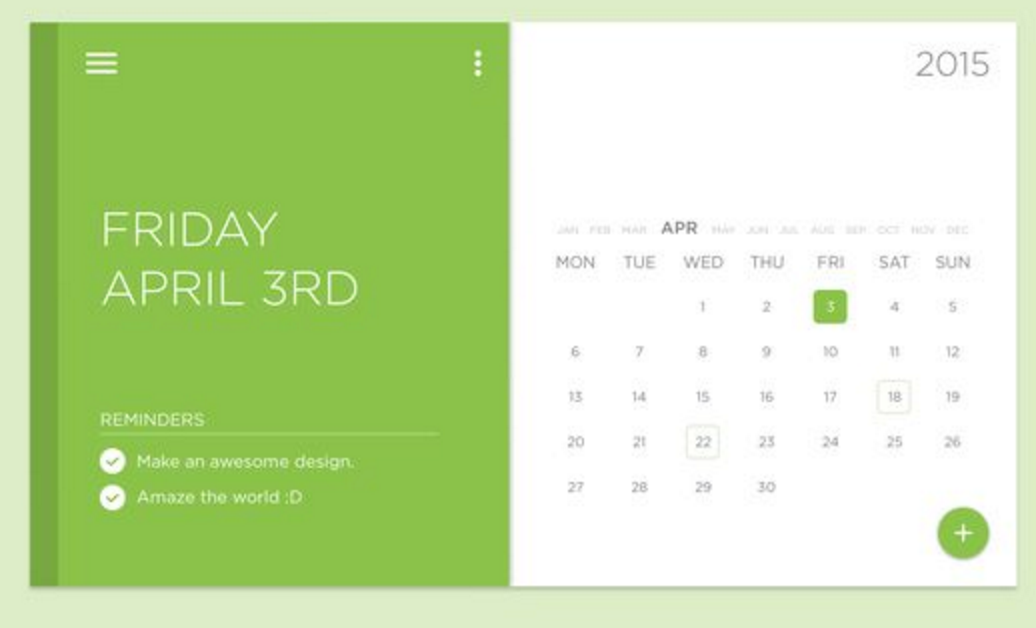 FRIDAY
APRIL 3RD
REMINDERS
Make an awesome design.
Amaze the world :D
2015
JAN FEB MAR APR MAY JUN JUL AUG SEP OCT NOV DEC
MON TUE WED THU FRI SAT SUN
1 2 3 4 5
6 7 8 9 10 11 12
13 14 15 16 17 18 19
20 21 22 23 24 25 26
27 28 29 30
+